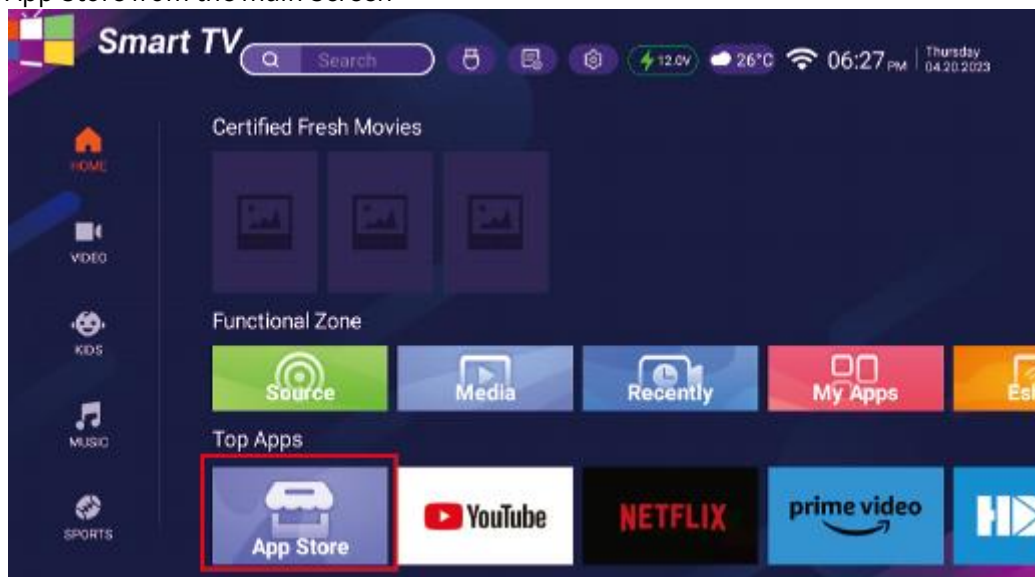 App Store from the main screen
Smart TV
Search
12.0V
26°C
06:27 PM
Thursday
04.20.2023
HOME
VIDEO
KIDS
MUSIC
SPORTS
Certified Fresh Movies
Functional Zone
Source
Media
Recently
My Apps
Top Apps
App Store
YouTube
NETFLIX
prime video